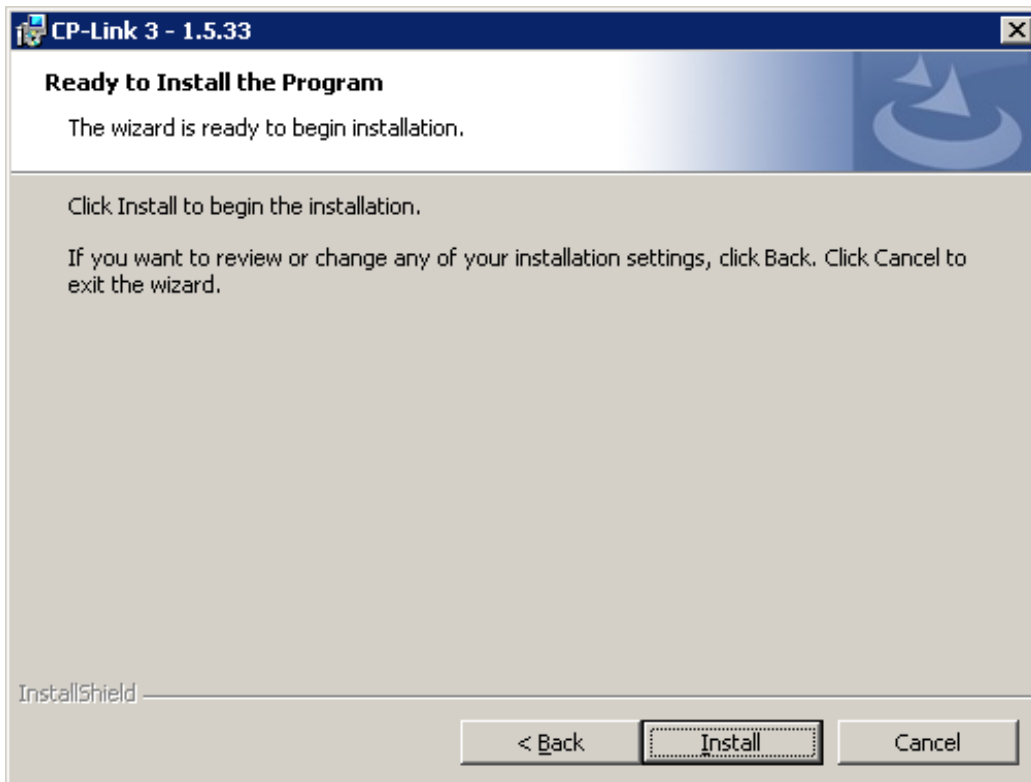 CP-Link 3 - 1.5.33
Ready to Install the Program
The wizard is ready to begin installation.
Click Install to begin the installation.
If you want to review or change any of your installation settings, click Back. Click Cancel to
exit the wizard.
InstallShield
< Back
Install
Cancel